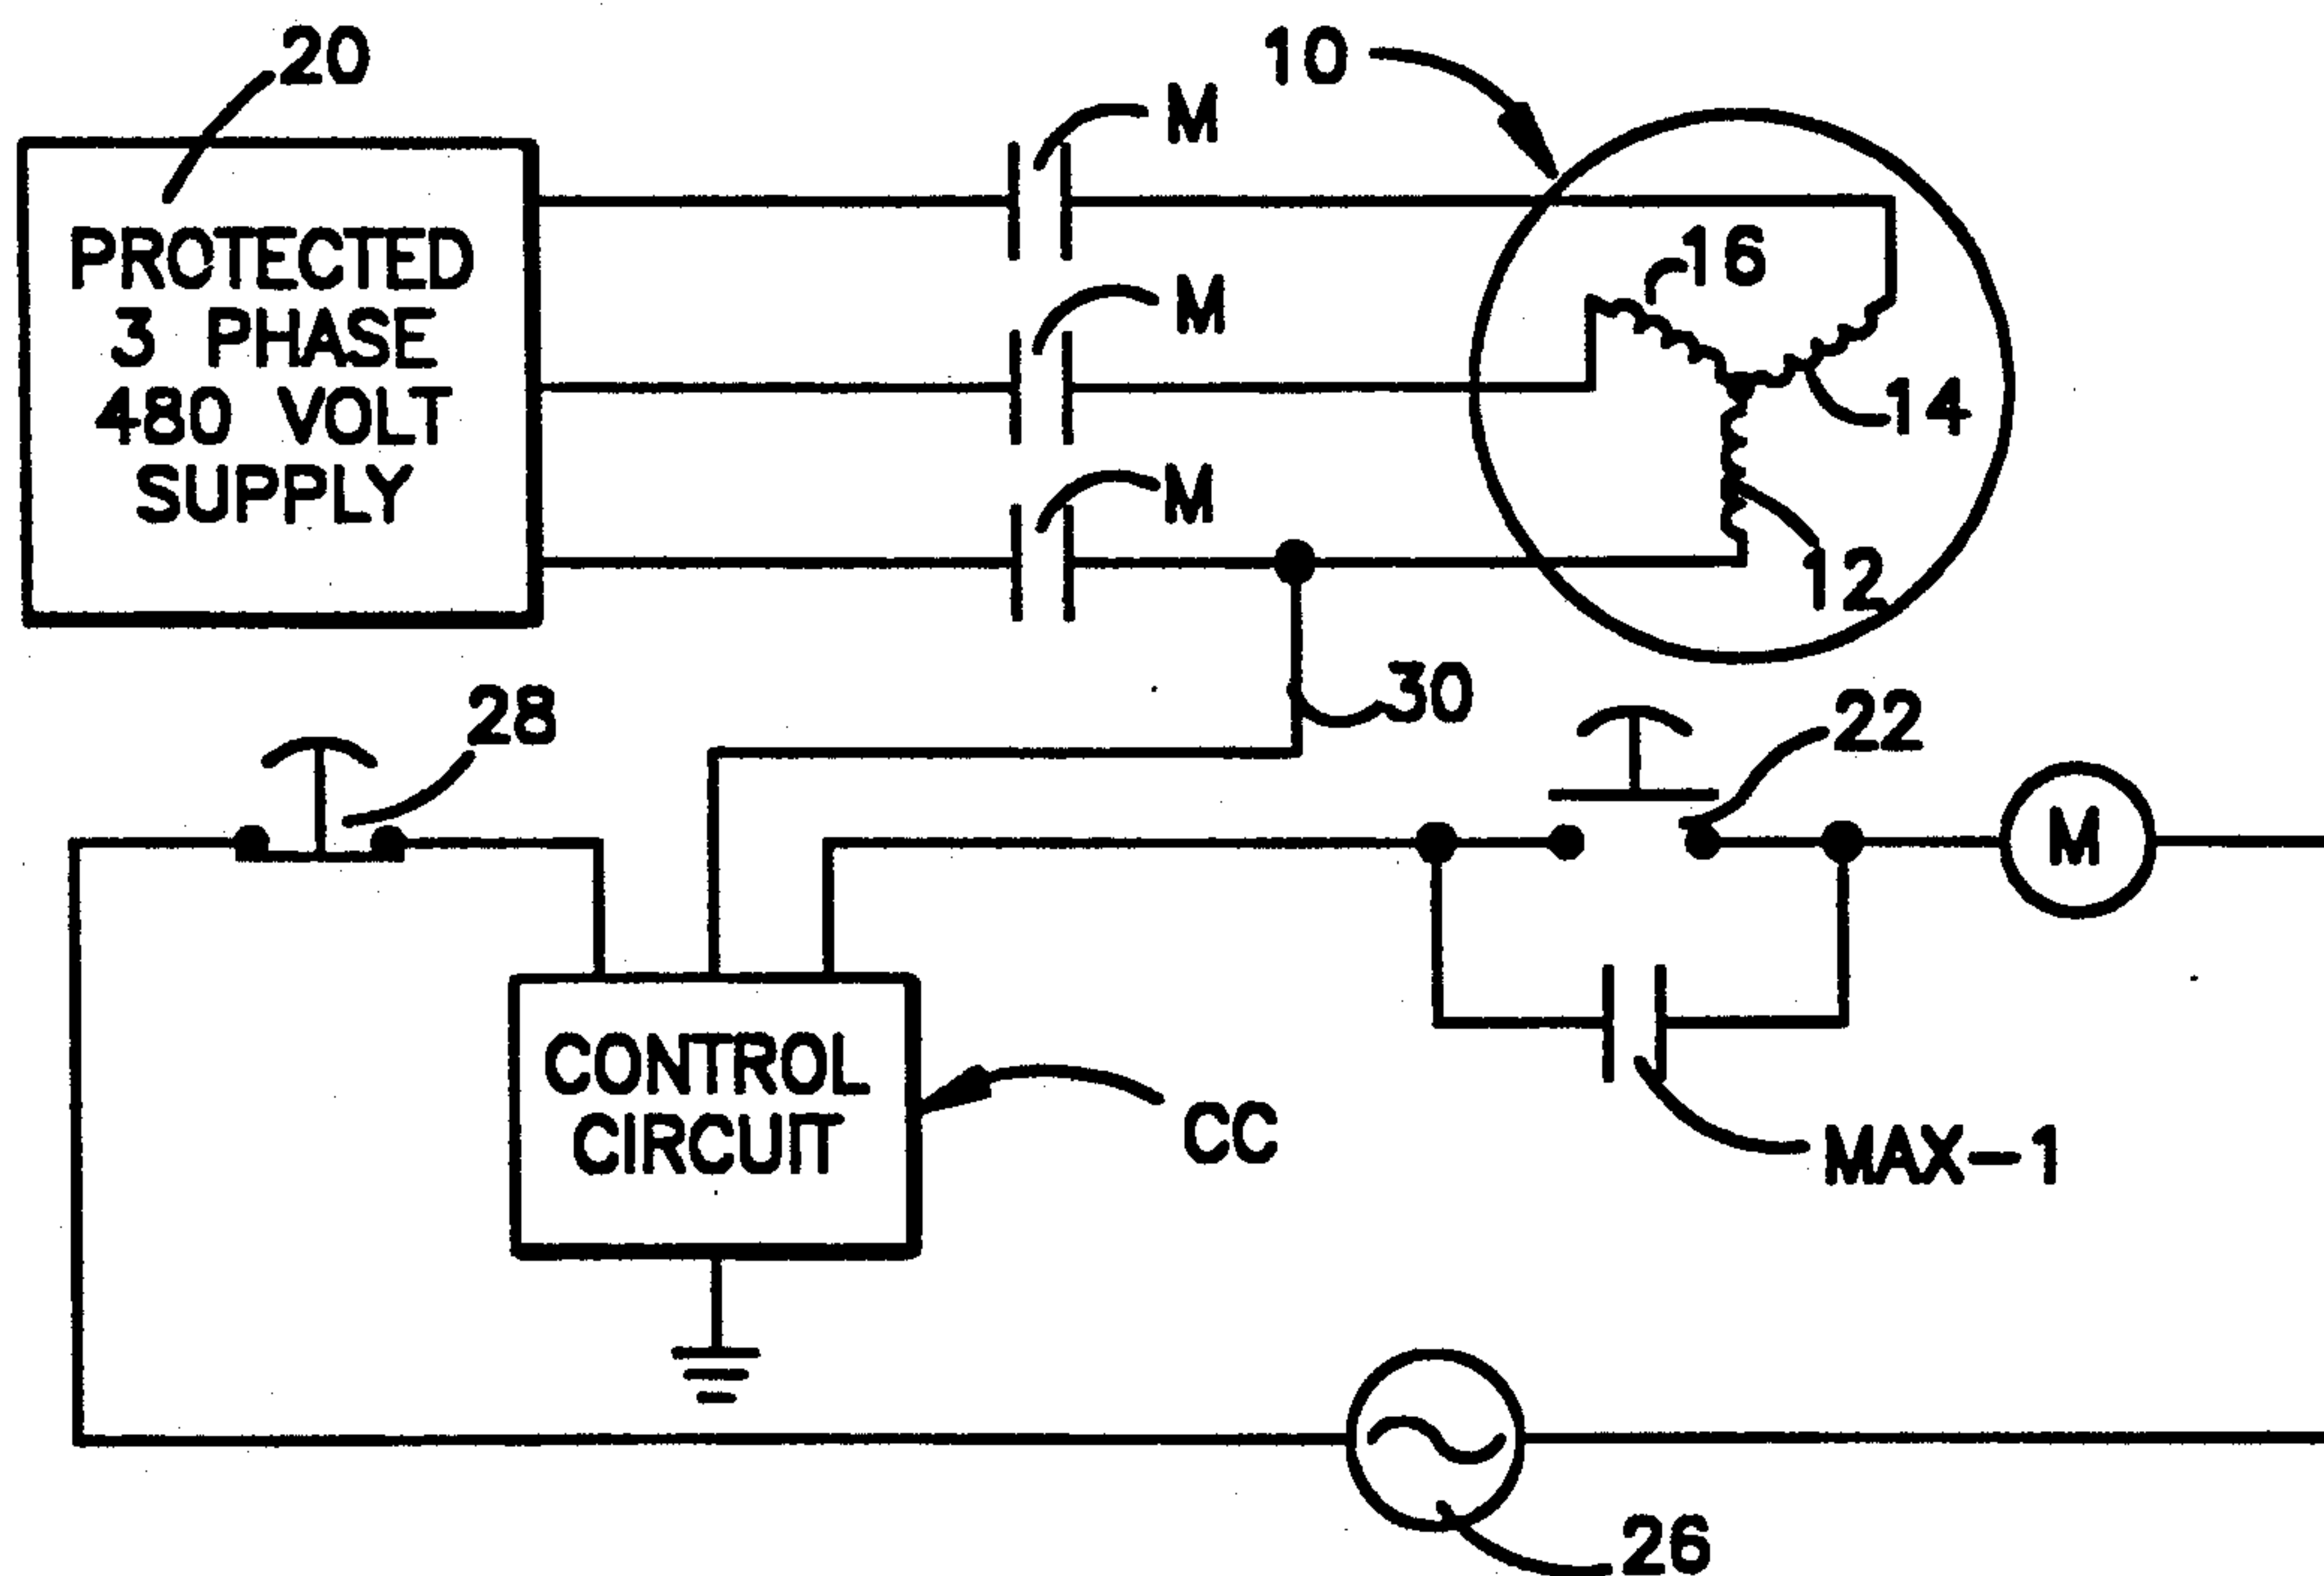 20
10
M
PROTECTED
3 PHASE
480 VOLT
SUPPLY
16
M
14
M
12
30
28
22
M
CONTROL
CIRCUIT
CC
MAX-1
26